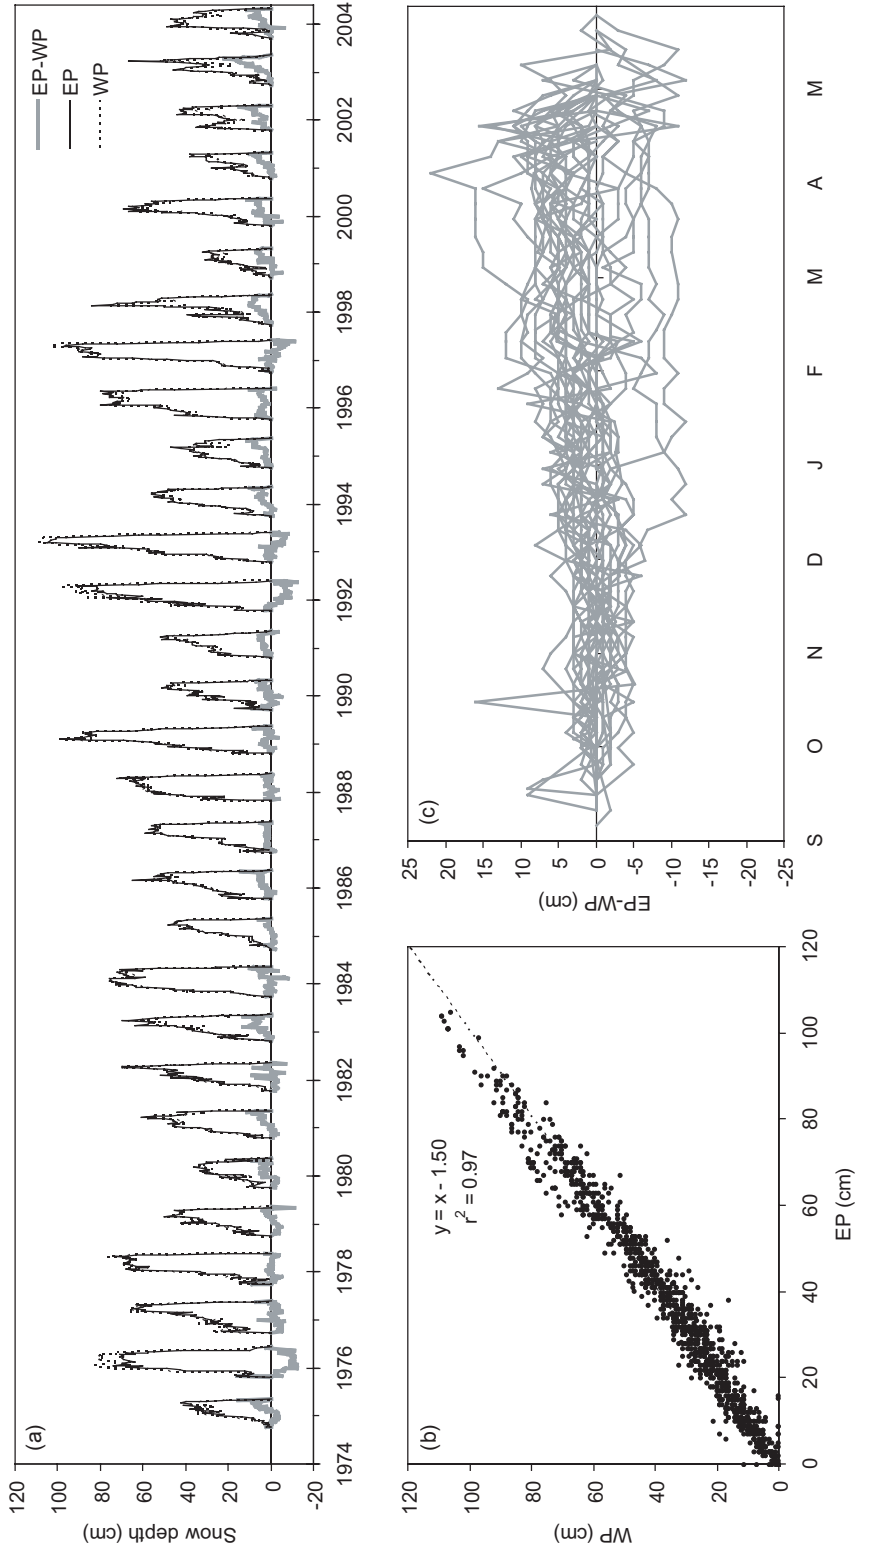 (a)
EP-WP
EP
WP
Snow depth (cm)
120
100
80
60
40
20
0
-20
1974
1976
1978
1980
1982
1984
1986
1988
1990
1992
1994
1996
1998
2000
2002
2004
(b)
y = x - 1.50
r² = 0.97
WP (cm)
120
100
80
60
40
20
0
0
20
40
60
80
100
120
EP (cm)
(c)
EP-WP (cm)
25
20
15
10
5
0
-5
-10
-15
-20
-25
S
O
N
D
J
F
M
A
M